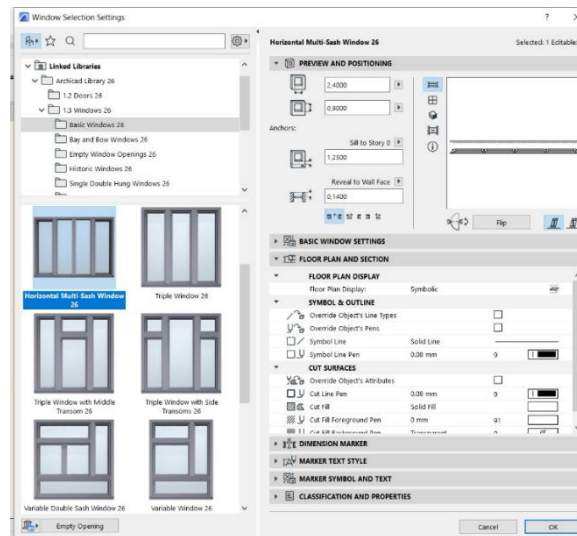 Window Selection Settings
? ×
Horizontal Multi-Sash Window 26
Selected: 1 Editable:
Linked Libraries
Archicad Library 26
1.2 Doors 26
1.3 Windows 26
Basic Windows 26
Bay and Bow Windows 26
Empty Window Openings 26
Historic Windows 26
Single Double Hung Windows 26
Horizontal Multi-Sash Window
26
Triple Window 26
Triple Window with Middle
Transom 26
Triple Window with Side
Transoms 26
Variable Double Sash Window 26
Variable Window 26
Empty Opening
PREVIEW AND POSITIONING
2,4000
0,9000
Anchors:
Sill to Story 0
1,2500
Reveal to Wall Face
0,1400
Flip
BASIC WINDOW SETTINGS
FLOOR PLAN AND SECTION
FLOOR PLAN DISPLAY
Floor Plan Display: Symbolic
SYMBOL & OUTLINE
Override Object's Line Types
Override Object's Pens
Symbol Line Solid Line
Symbol Line Pen 0.08 mm 9
CUT SURFACES
Override Object's Attributes
Cut Line Pen 0.08 mm 9
Cut Fill Solid Fill
Cut Fill Foreground Pen 0 mm 91
Cut Fill Background Pen Transparent
DIMENSION MARKER
MARKER TEXT STYLE
MARKER SYMBOL AND TEXT
CLASSIFICATION AND PROPERTIES
Cancel OK